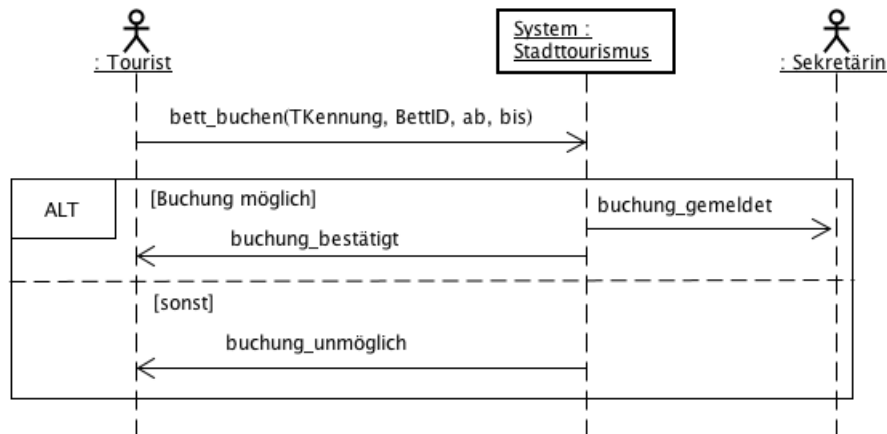 : Tourist
System :
Stadttourismus
: Sekretärin
bett_buchen(TKennung, BettID, ab, bis)
ALT
[Buchung möglich]
buchung_gemeldet
buchung_bestätigt
[sonst]
buchung_unmöglich